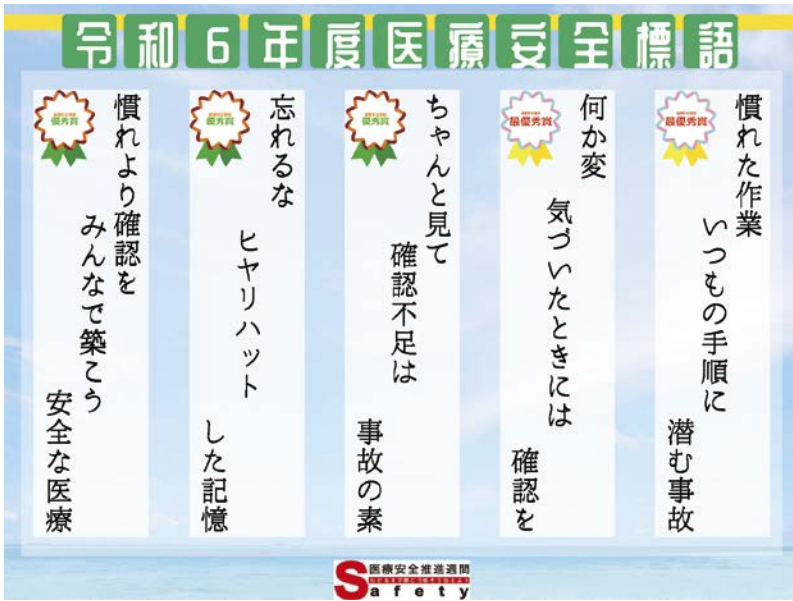 令和6年度医療安全標語
最優秀賞
慣れた作業
いつもの手順に
潜む事故
最優秀賞
何か変
気づいたときには
確認を
優秀賞
ちゃんと見て
確認不足は
事故の素
優秀賞
忘れるな
ヒヤリハット
した記憶
優秀賞
慣れより確認を
みんなで築こう
安全な医療
医療安全推進週間
Safety